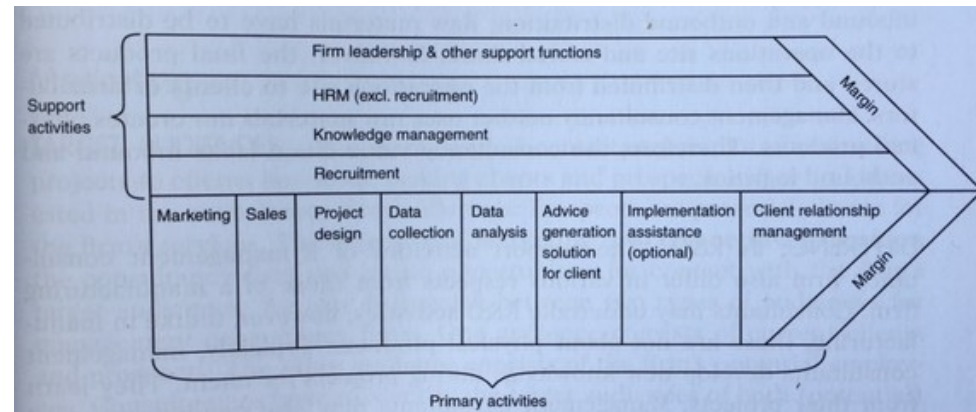 Firm leadership & other support functions
HRM (excl. recruitment)
Support
activities
Knowledge management
Recruitment
Margin
Marketing
Sales
Project
design
Data
collection
Data
analysis
Advice
generation
solution
for client
Implementation
assistance
(optional)
Client relationship
management
Margin
Primary activities